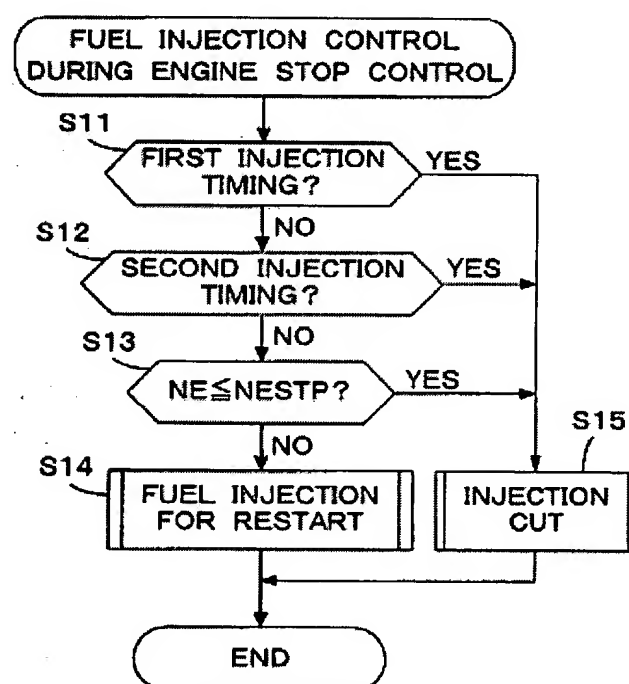 FUEL INJECTION CONTROL
DURING ENGINE STOP CONTROL
S11
FIRST INJECTION
TIMING?
YES
NO
S12
SECOND INJECTION
TIMING?
YES
NO
S13
NE≦NESTP?
YES
NO
S14
FUEL INJECTION
FOR RESTART
S15
INJECTION
CUT
END